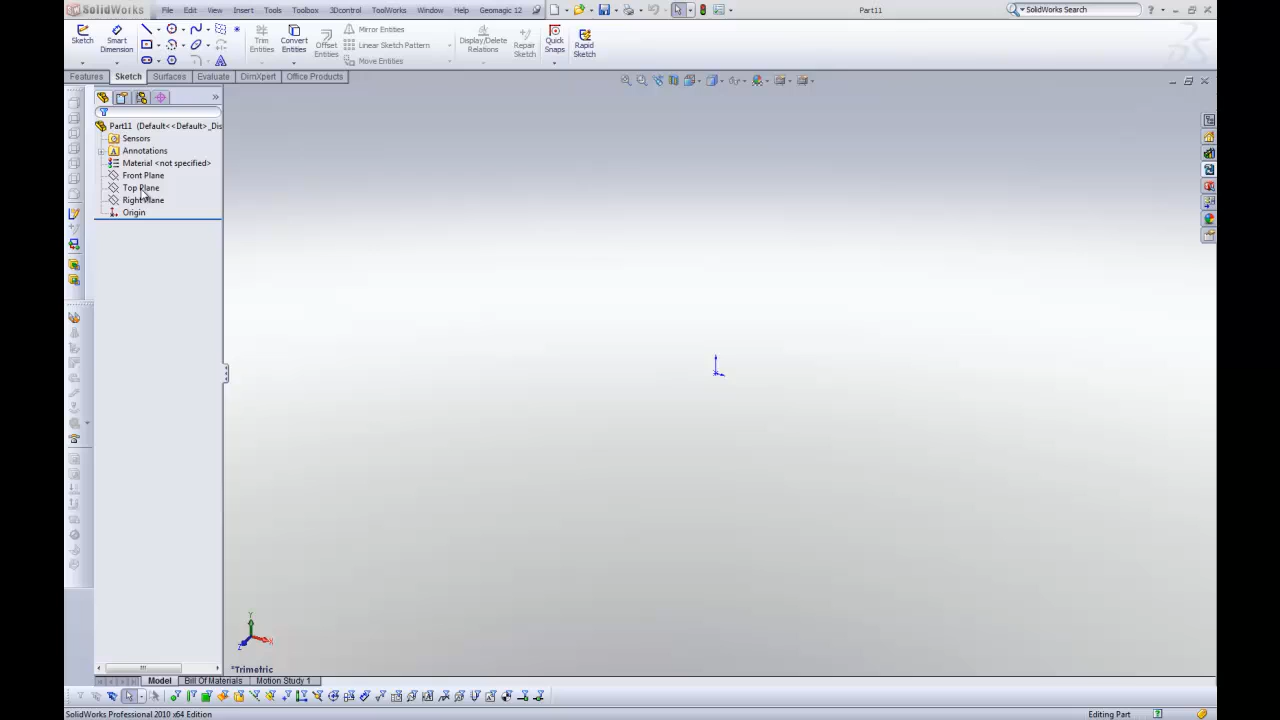 SolidWorks File Edit View Insert Tools Toolbox 3Dcontrol ToolWorks Window Help Geomagic 12 Part11 SolidWorks Search
Sketch Smart Dimension Trim Entities Convert Entities Offset Entities Mirror Entities Linear Sketch Pattern Move Entities Display/Delete Relations Repair Sketch Quick Snaps Rapid Sketch
Features Sketch Surfaces Evaluate DimXpert Office Products
Part11 (Default<<Default>_Dis
Sensors
Annotations
Material <not specified>
Front Plane
Top Plane
Right Plane
Origin
Y
X
Z
*Trimetric
Model Bill Of Materials Motion Study 1
SolidWorks Professional 2010 x64 Edition Editing Part